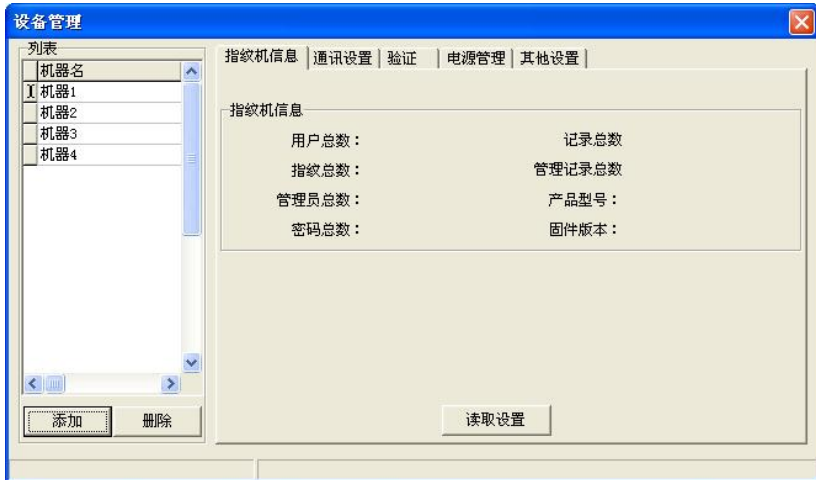 设备管理
列表
机器名
机器1
机器2
机器3
机器4
添加 删除
指纹机信息 通讯设置 验证 电源管理 其他设置
指纹机信息
用户总数： 记录总数
指纹总数： 管理记录总数
管理员总数： 产品型号：
密码总数： 固件版本：
读取设置